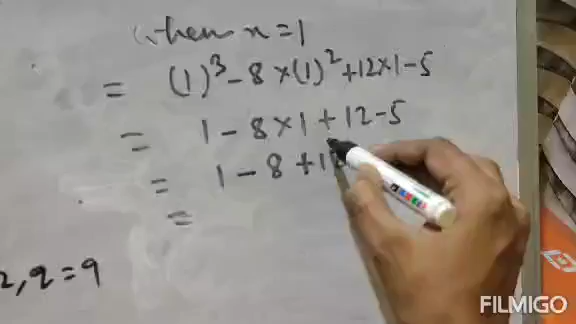 When x = 1
= (1)³ - 8 × (1)² + 12 × 1 - 5
= 1 - 8 × 1 + 12 - 5
= 1 - 8 + 1
=
2, 2 = 9
FILMIGO